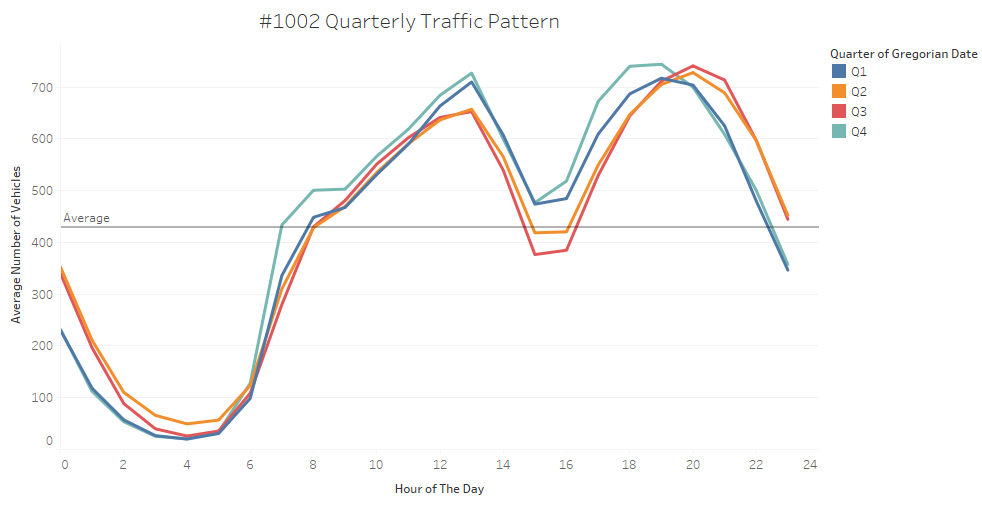 #1002 Quarterly Traffic Pattern
Quarter of Gregorian Date
Q1
Q2
Q3
Q4
Average Number of Vehicles
700
600
500
Average
400
300
200
100
0
0 2 4 6 8 10 12 14 16 18 20 22 24
Hour of The Day